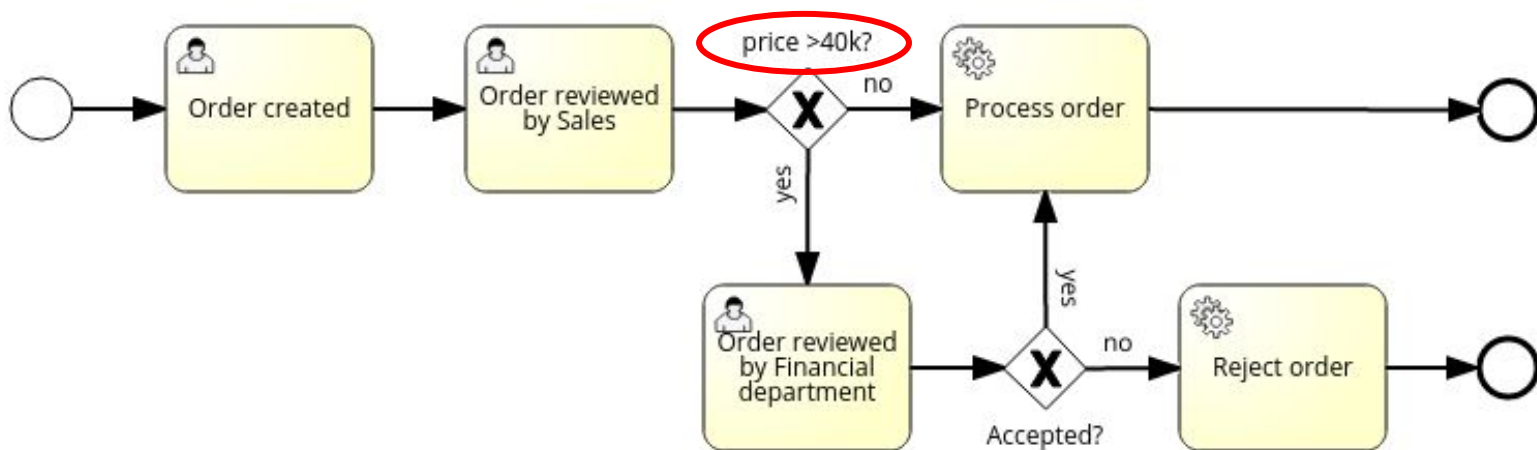 price >40k?
Order created
Order reviewed
by Sales
no
Process order
yes
Order reviewed
by Financial
department
yes
no
Reject order
Accepted?